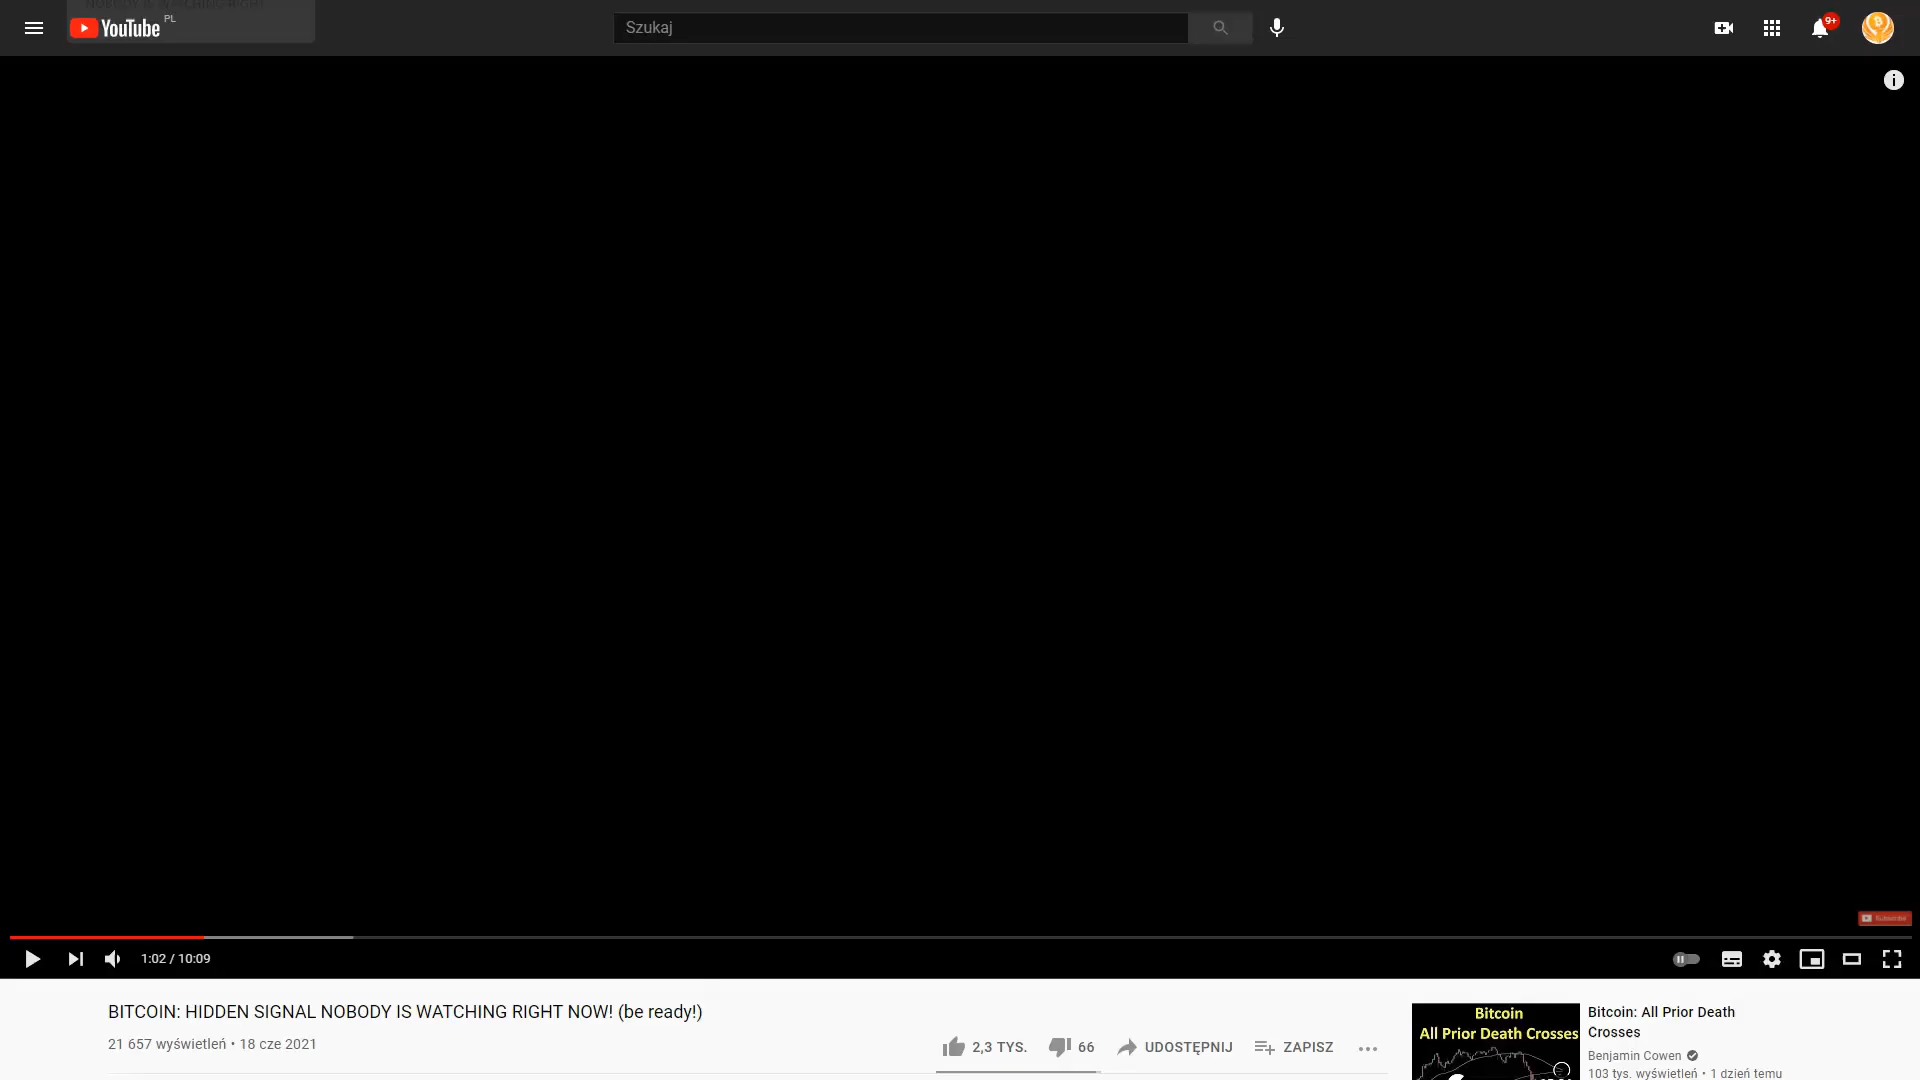 YouTube PL
Szukaj
9+
Subscribe
1:02 / 10:09
BITCOIN: HIDDEN SIGNAL NOBODY IS WATCHING RIGHT NOW! (be ready!)
21 657 wyświetleń • 18 cze 2021
2,3 TYS.
66
UDOSTĘPNIJ
ZAPISZ
Bitcoin
All Prior Death Crosses
Bitcoin: All Prior Death
Crosses
Benjamin Cowen
103 tys. wyświetleń • 1 dzień temu